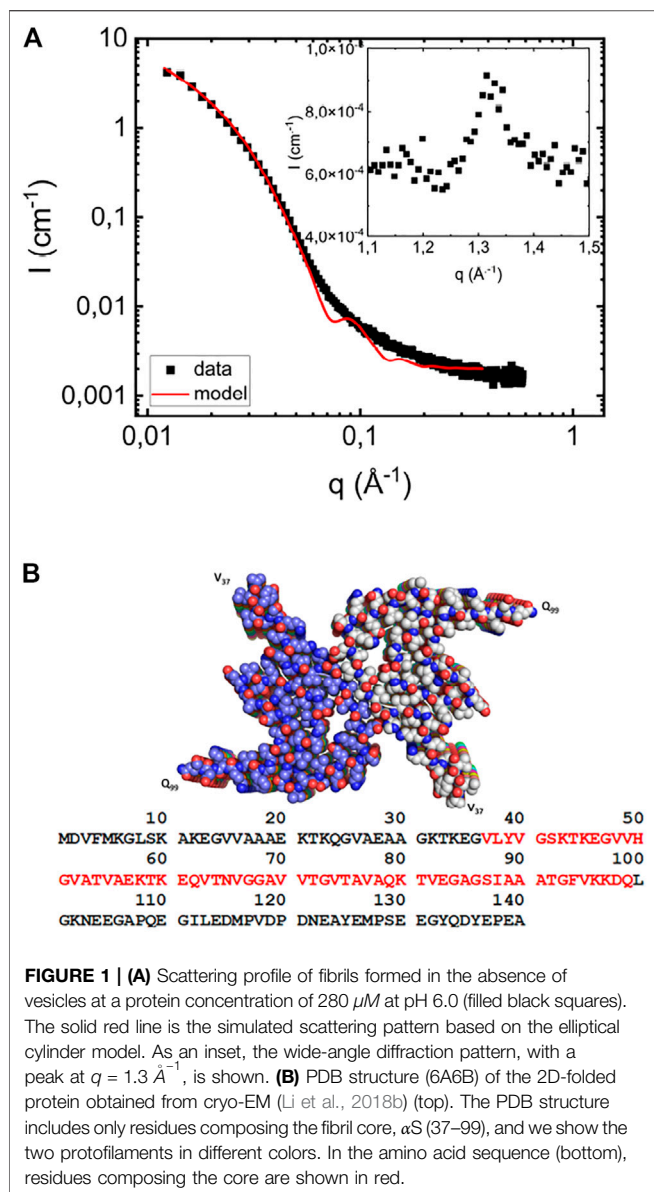 A
10
1
0,1
0,01
0,001
I (cm⁻¹)
data
model
0,01 0,1 1
q (Å⁻¹)
1,0×10⁻³
8,0×10⁻⁴
6,0×10⁻⁴
4,0×10⁻⁴
I (cm⁻¹)
1,1 1,2 1,3 1,40 1,5
q (Å⁻¹)
B
V37
Q99
Q99
V37
10 20 30 40 50
MDVFMKGLSK AKEGVVAAAE KTKQGVAEAA GKTKEGVLYV GSKTKEGVVH
60 70 80 90 100
GVATVAEKTK EQVTNVGGAV VTGVTAVAQK TVEGAGSIAA ATGFVKKDQL
110 120 130 140
GKNEEGAPQE GILEDMPVDP DNEAYEMPSE EGYQDYEPEA
FIGURE 1 | (A) Scattering profile of fibrils formed in the absence of
vesicles at a protein concentration of 280 μM at pH 6.0 (filled black squares).
The solid red line is the simulated scattering pattern based on the elliptical
cylinder model. As an inset, the wide-angle diffraction pattern, with a
peak at q = 1.3 Å⁻¹, is shown. (B) PDB structure (6A6B) of the 2D-folded
protein obtained from cryo-EM (Li et al., 2018b) (top). The PDB structure
includes only residues composing the fibril core, αS (37–99), and we show the
two protofilaments in different colors. In the amino acid sequence (bottom),
residues composing the core are shown in red.